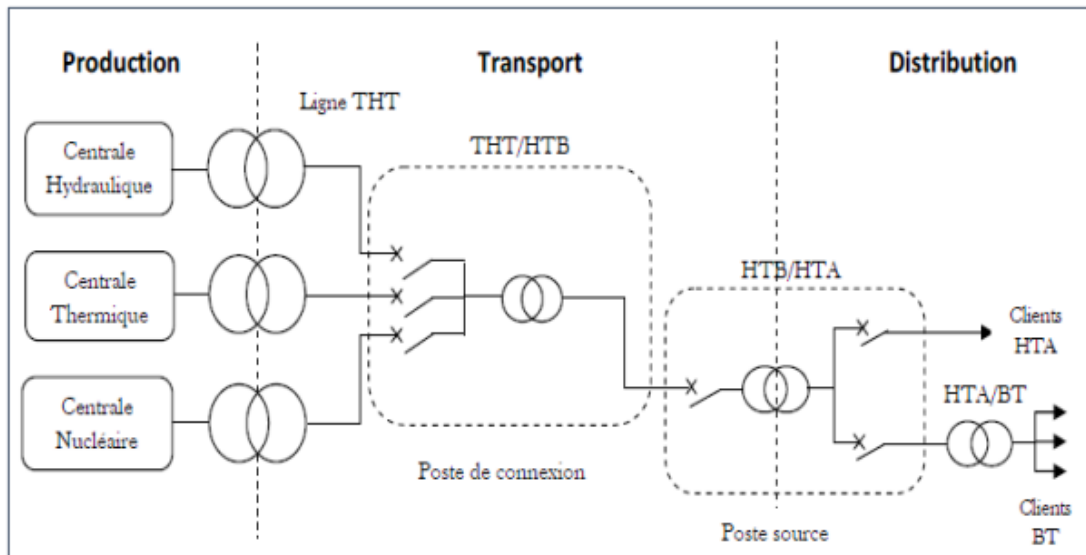 Production
Transport
Distribution
Ligne THT
Centrale
Hydraulique
THT/HTB
Centrale
Thermique
HTB/HTA
Clients
HTA
Centrale
Nucléaire
HTA/BT
Poste de connexion
Poste source
Clients
BT